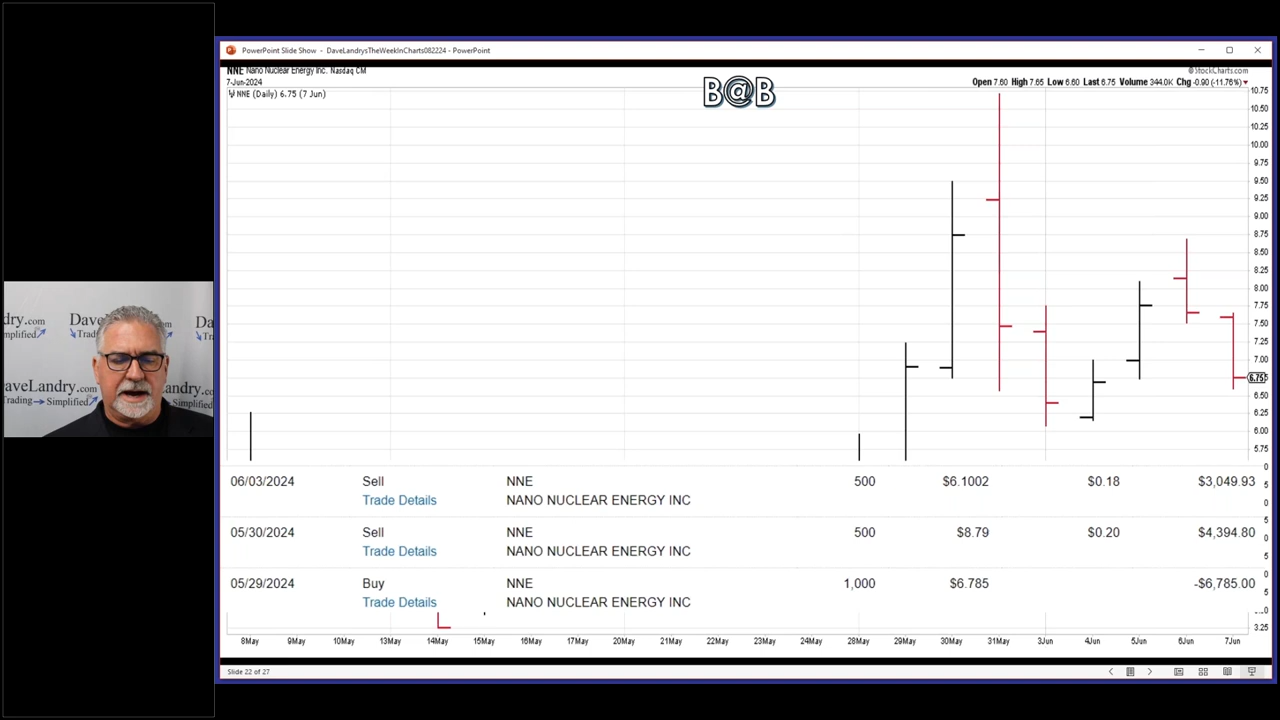 PowerPoint Slide Show - DaveLandrysTheWeekInCharts082224 - PowerPoint
NNE Nano Nuclear Energy Inc. Nasdaq CM
© StockCharts.com
7-Jun-2024
Open 7.60 High 7.65 Low 6.60 Last 6.75 Volume 344.0K Chg -0.90 (-11.76%)
NNE (Daily) 6.75 (7 Jun)
B@B
10.75
10.50
10.25
10.00
9.75
9.50
9.25
9.00
8.75
8.50
8.25
8.00
7.75
7.50
7.25
7.00
6.75
6.50
6.25
6.00
5.75
06/03/2024 Sell NNE 500 $6.1002 $0.18 $3,049.93
Trade Details NANO NUCLEAR ENERGY INC
05/30/2024 Sell NNE 500 $8.79 $0.20 $4,394.80
Trade Details NANO NUCLEAR ENERGY INC
05/29/2024 Buy NNE 1,000 $6.785 -$6,785.00
Trade Details NANO NUCLEAR ENERGY INC
3.25
8May 9May 10May 13May 14May 15May 16May 17May 20May 21May 22May 23May 24May 28May 29May 30May 31May 3Jun 4Jun 5Jun 6Jun 7Jun
Slide 22 of 27
DaveLandry.com
Trading Simplified